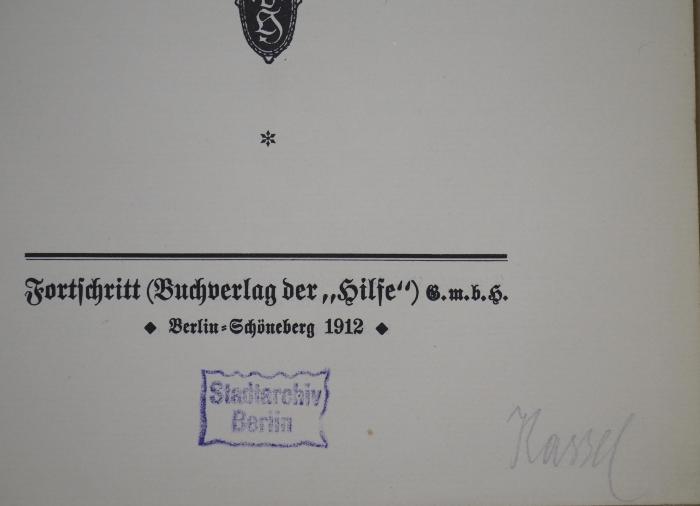 Fortschritt (Buchverlag der „Hilfe“) G.m.b.H.
Berlin-Schöneberg 1912
Stadtarchiv
Berlin
Kassel